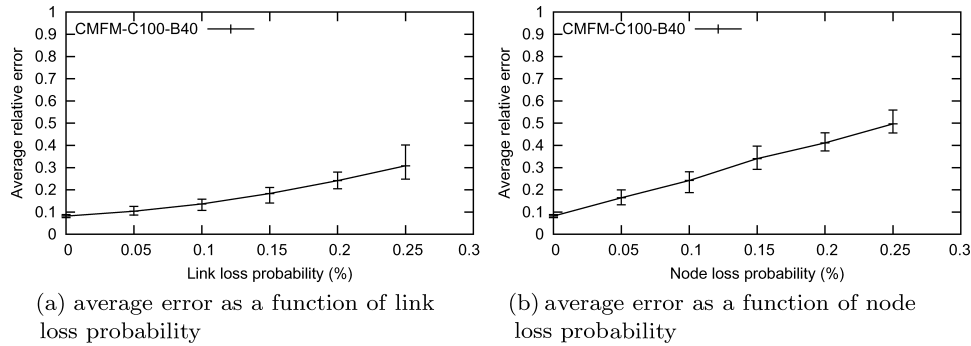 CMFM-C100-B40
Average relative error
1
0.9
0.8
0.7
0.6
0.5
0.4
0.3
0.2
0.1
0
0 0.05 0.1 0.15 0.2 0.25 0.3
Link loss probability (%)
(a) average error as a function of link
loss probability
CMFM-C100-B40
Average relative error
1
0.9
0.8
0.7
0.6
0.5
0.4
0.3
0.2
0.1
0
0 0.05 0.1 0.15 0.2 0.25 0.3
Node loss probability (%)
(b) average error as a function of node
loss probability